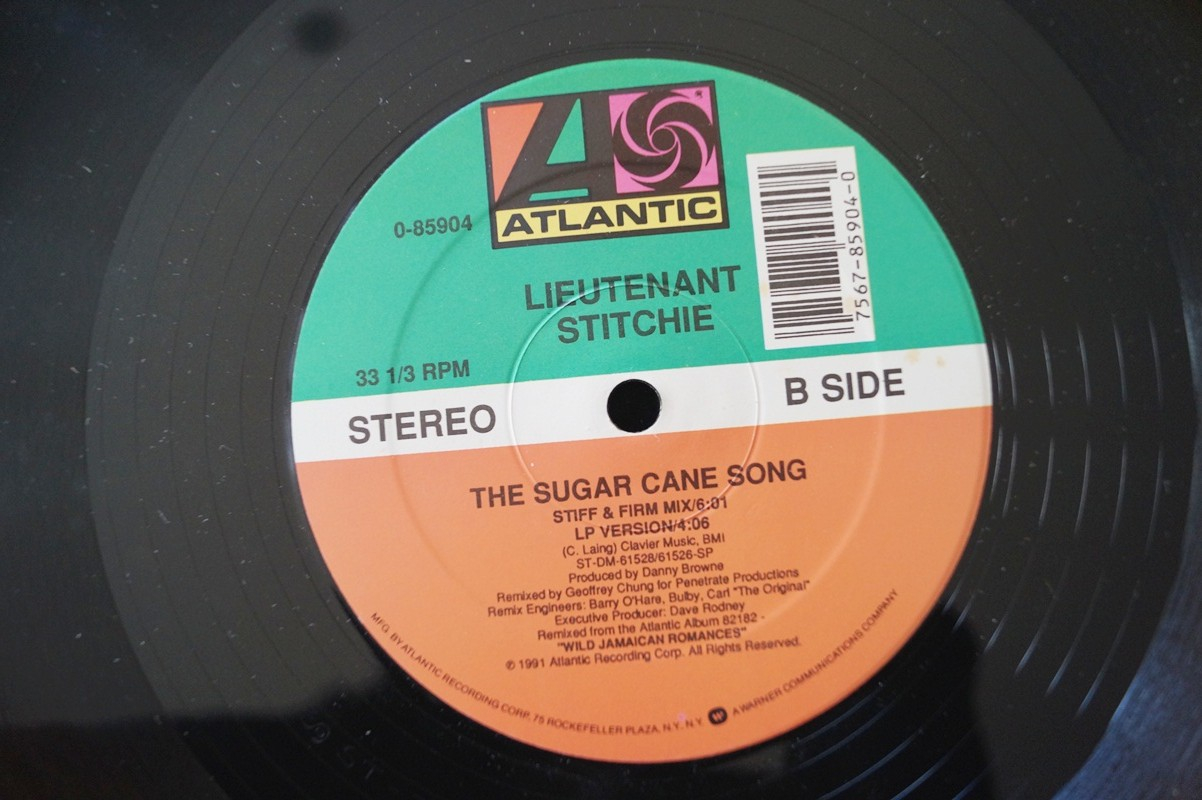 ATLANTIC
0-85904
7567-85904-0
LIEUTENANT
STITCHIE
33 1/3 RPM
STEREO
B SIDE
THE SUGAR CANE SONG
STIFF & FIRM MIX/6:01
LP VERSION/4:06
(C. Laing) Clavier Music, BMI
ST-DM-61528/61526-SP
Produced by Danny Browne
Remixed by Geoffrey Chung for Penetrate Productions
Remix Engineers: Barry O'Hare, Bulby, Carl "The Original"
Executive Producer: Dave Rodney
Remixed from the Atlantic Album 82182 -
"WILD JAMAICAN ROMANCES"
℗ 1991 Atlantic Recording Corp. All Rights Reserved.
MFG. BY ATLANTIC RECORDING CORP., 75 ROCKEFELLER PLAZA, N.Y., N.Y. A WARNER COMMUNICATIONS COMPANY